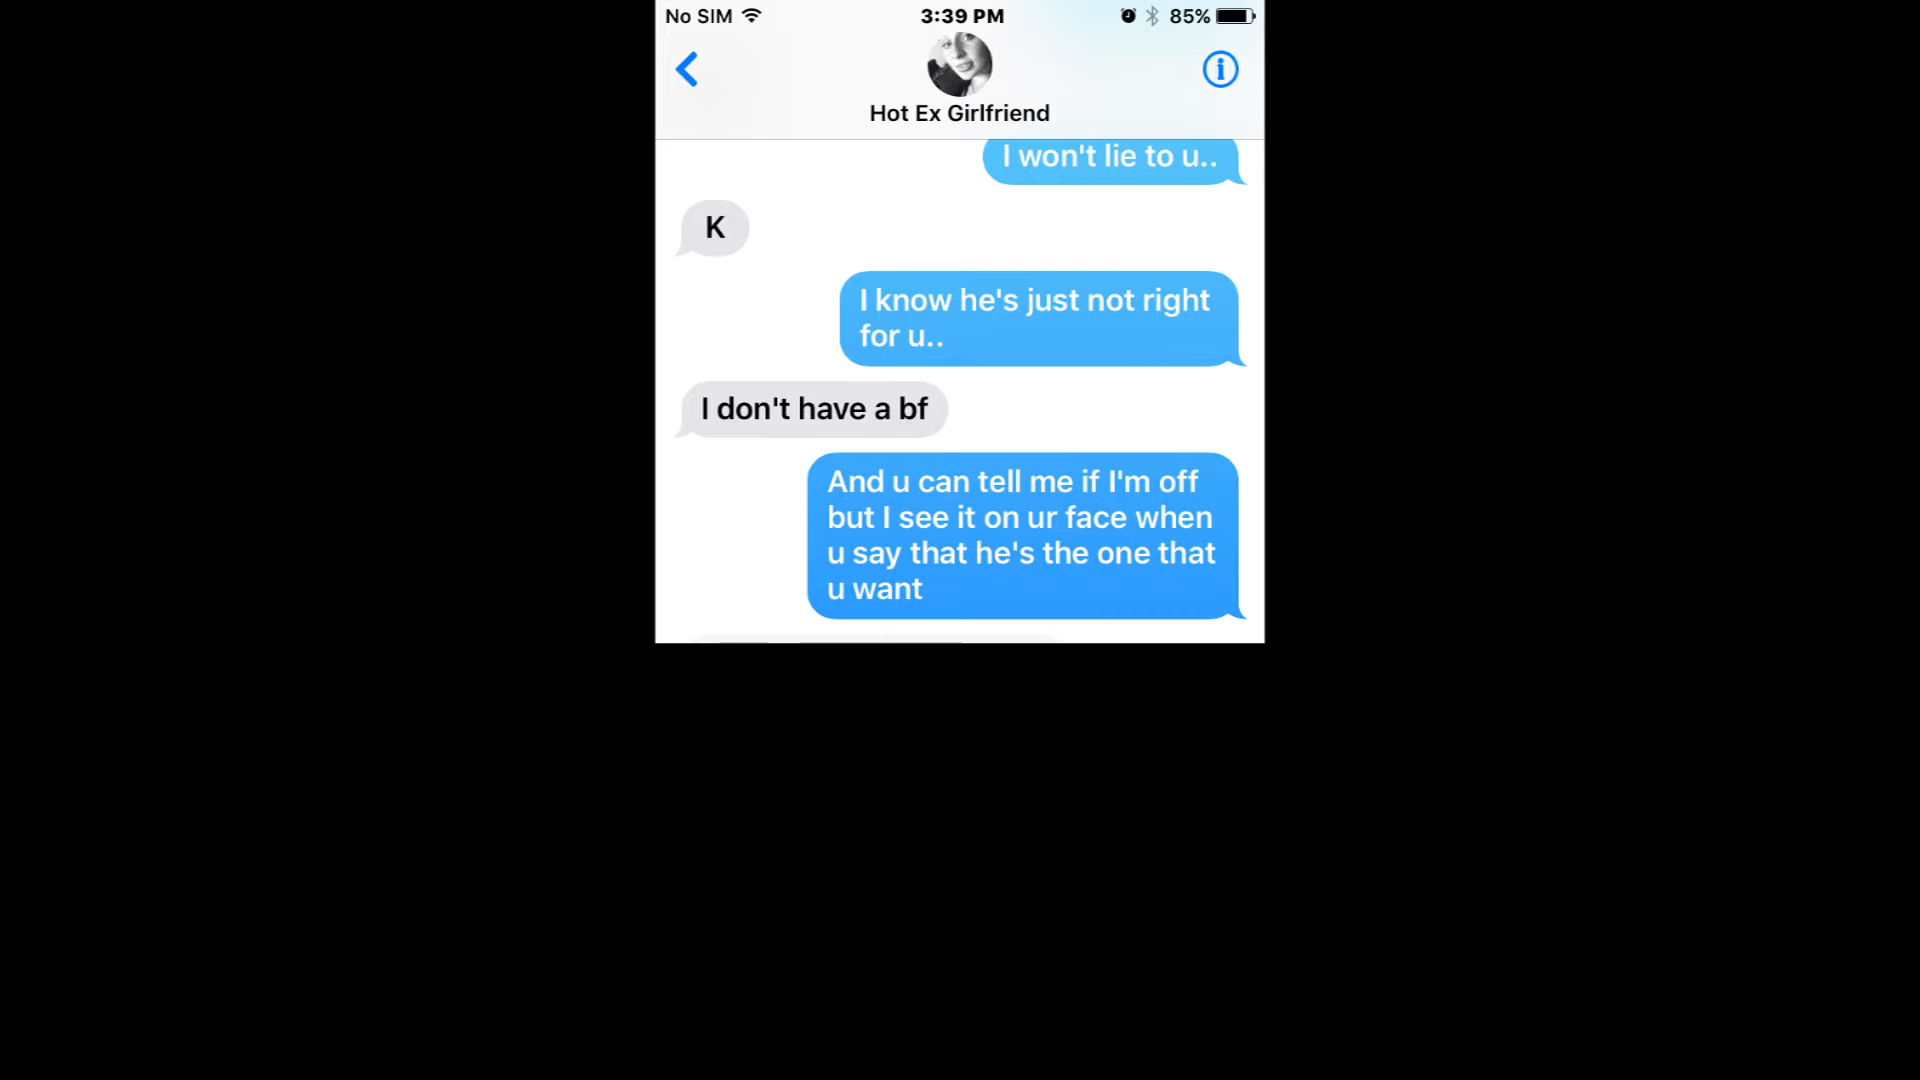 No SIM 3:39 PM 85%
Hot Ex Girlfriend
I won't lie to u..
K
I know he's just not right
for u..
I don't have a bf
And u can tell me if I'm off
but I see it on ur face when
u say that he's the one that
u want